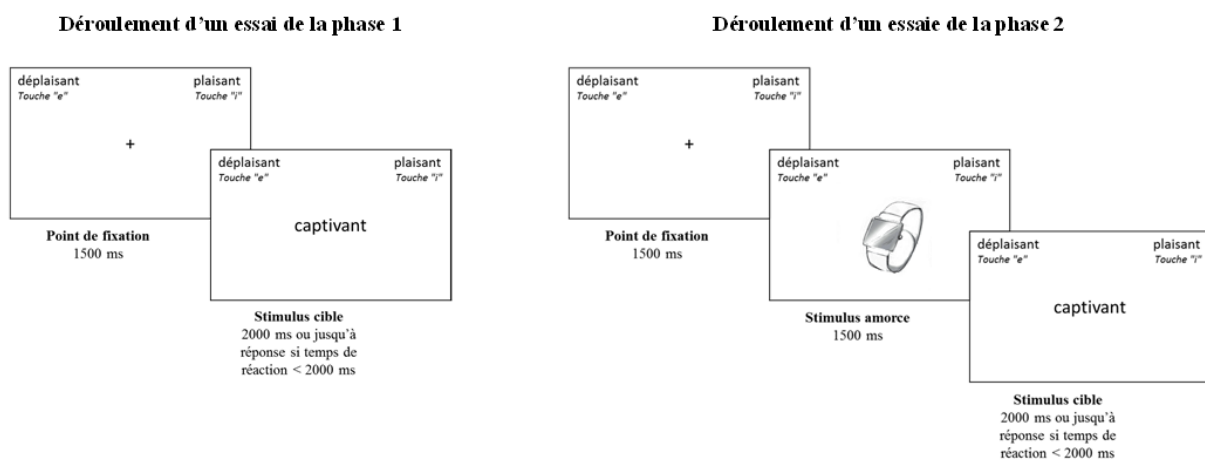 Déroulement d'un essai de la phase 1
déplaisant
Touche "e"
plaisant
Touche "i"
+
Point de fixation
1500 ms
déplaisant
Touche "e"
plaisant
Touche "i"
captivant
Stimulus cible
2000 ms ou jusqu'à
réponse si temps de
réaction < 2000 ms
Déroulement d'un essaie de la phase 2
déplaisant
Touche "e"
plaisant
Touche "i"
+
Point de fixation
1500 ms
déplaisant
Touche "e"
plaisant
Touche "i"
Stimulus amorce
1500 ms
déplaisant
Touche "e"
plaisant
Touche "i"
captivant
Stimulus cible
2000 ms ou jusqu'à
réponse si temps de
réaction < 2000 ms